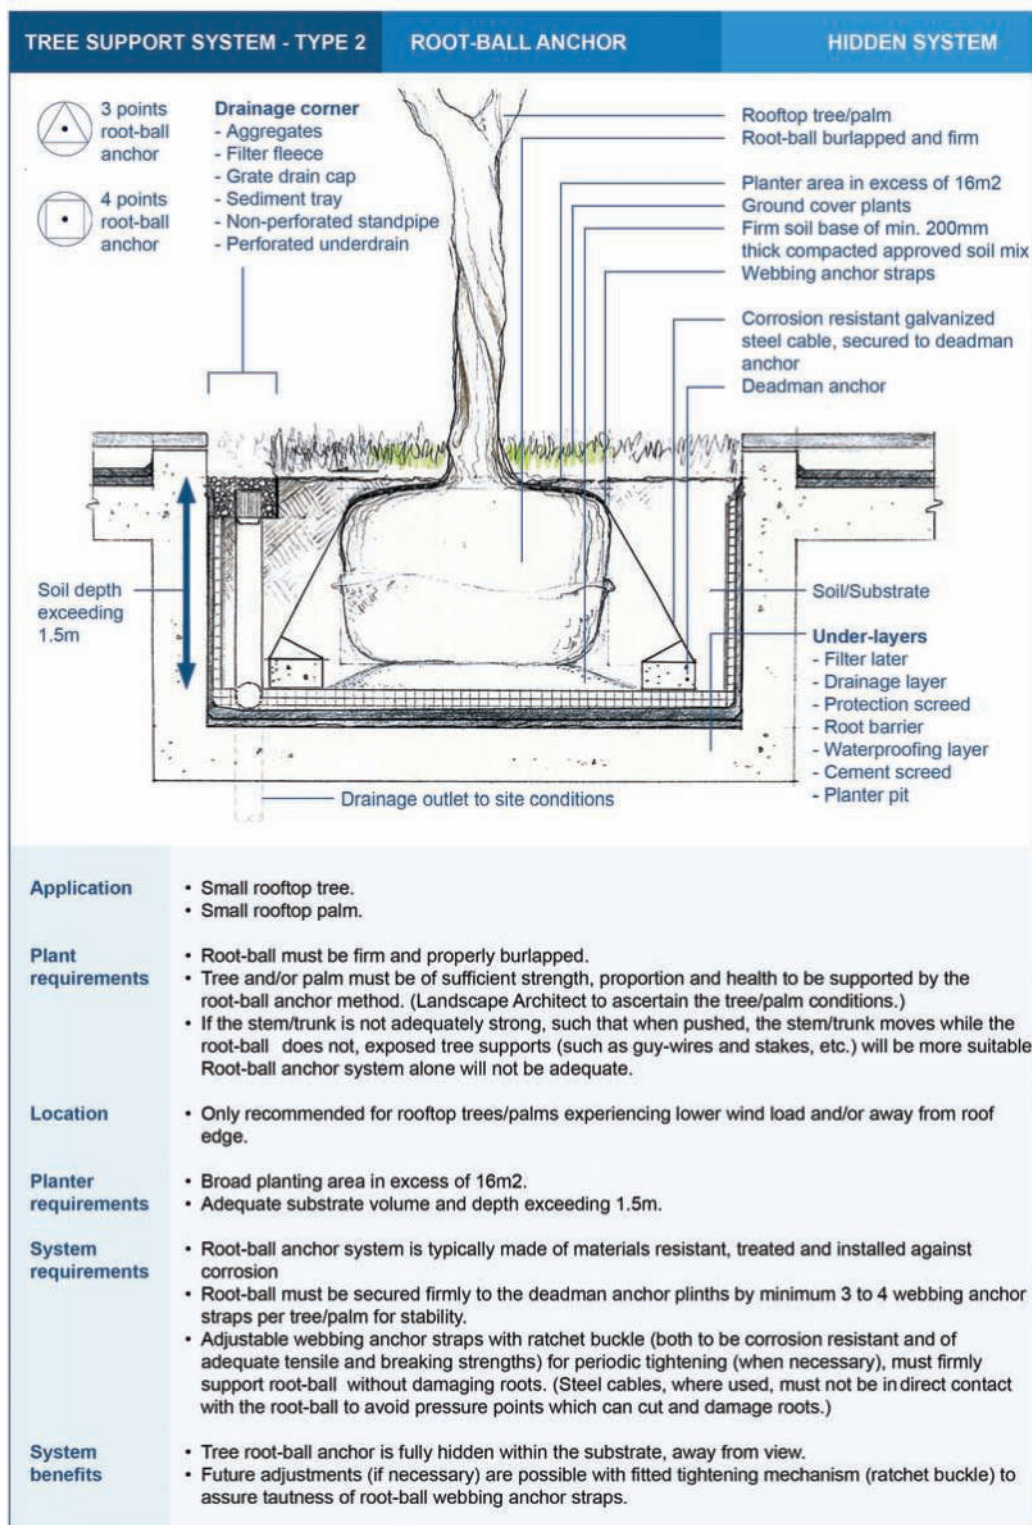 TREE SUPPORT SYSTEM - TYPE 2
ROOT-BALL ANCHOR
HIDDEN SYSTEM
3 points
root-ball
anchor
4 points
root-ball
anchor
Drainage corner
- Aggregates
- Filter fleece
- Grate drain cap
- Sediment tray
- Non-perforated standpipe
- Perforated underdrain
Rooftop tree/palm
Root-ball burlapped and firm
Planter area in excess of 16m2
Ground cover plants
Firm soil base of min. 200mm
thick compacted approved soil mix
Webbing anchor straps
Corrosion resistant galvanized
steel cable, secured to deadman
anchor
Deadman anchor
Soil depth
exceeding
1.5m
Soil/Substrate
Under-layers
- Filter later
- Drainage layer
- Protection screed
- Root barrier
- Waterproofing layer
- Cement screed
- Planter pit
Drainage outlet to site conditions
Application
• Small rooftop tree.
• Small rooftop palm.
Plant
requirements
• Root-ball must be firm and properly burlapped.
• Tree and/or palm must be of sufficient strength, proportion and health to be supported by the
root-ball anchor method. (Landscape Architect to ascertain the tree/palm conditions.)
• If the stem/trunk is not adequately strong, such that when pushed, the stem/trunk moves while the
root-ball does not, exposed tree supports (such as guy-wires and stakes, etc.) will be more suitable
Root-ball anchor system alone will not be adequate.
Location
• Only recommended for rooftop trees/palms experiencing lower wind load and/or away from roof
edge.
Planter
requirements
• Broad planting area in excess of 16m2.
• Adequate substrate volume and depth exceeding 1.5m.
System
requirements
• Root-ball anchor system is typically made of materials resistant, treated and installed against
corrosion
• Root-ball must be secured firmly to the deadman anchor plinths by minimum 3 to 4 webbing anchor
straps per tree/palm for stability.
• Adjustable webbing anchor straps with ratchet buckle (both to be corrosion resistant and of
adequate tensile and breaking strengths) for periodic tightening (when necessary), must firmly
support root-ball without damaging roots. (Steel cables, where used, must not be in direct contact
with the root-ball to avoid pressure points which can cut and damage roots.)
System
benefits
• Tree root-ball anchor is fully hidden within the substrate, away from view.
• Future adjustments (if necessary) are possible with fitted tightening mechanism (ratchet buckle) to
assure tautness of root-ball webbing anchor straps.